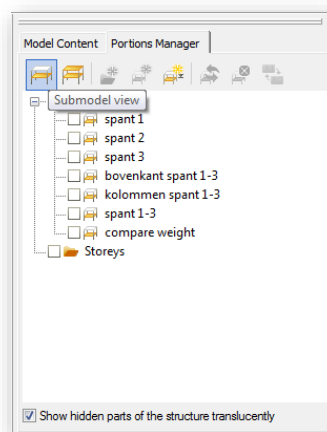 Model Content Portions Manager
Submodel view
spant 1
spant 2
spant 3
bovenkant spant 1-3
kolommen spant 1-3
spant 1-3
compare weight
Storeys
Show hidden parts of the structure translucently